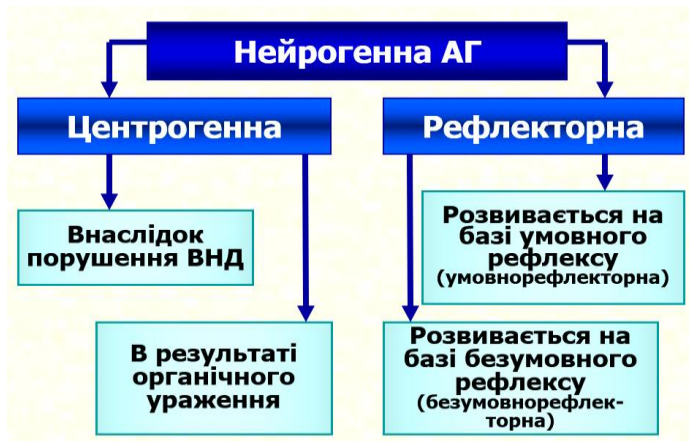 Нейрогенна АГ
Центрогенна
Рефлекторна
Внаслідок
порушення ВНД
Розвивається на
базі умовного
рефлексу
(умовнорефлекторна)
В результаті
органічного
ураження
Розвивається на
базі безумовного
рефлексу
(безумовнорефлек-
торна)